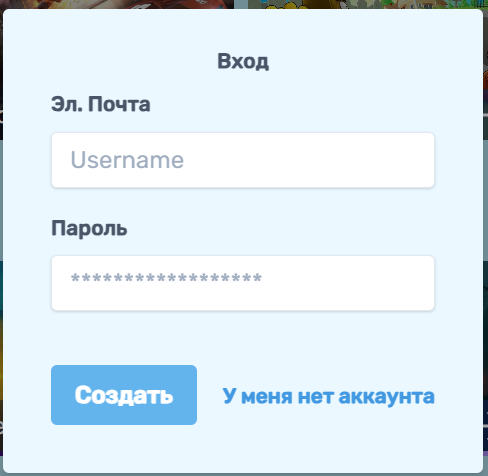 Вход
Эл. Почта
Username
Пароль
******************
Создать
У меня нет аккаунта